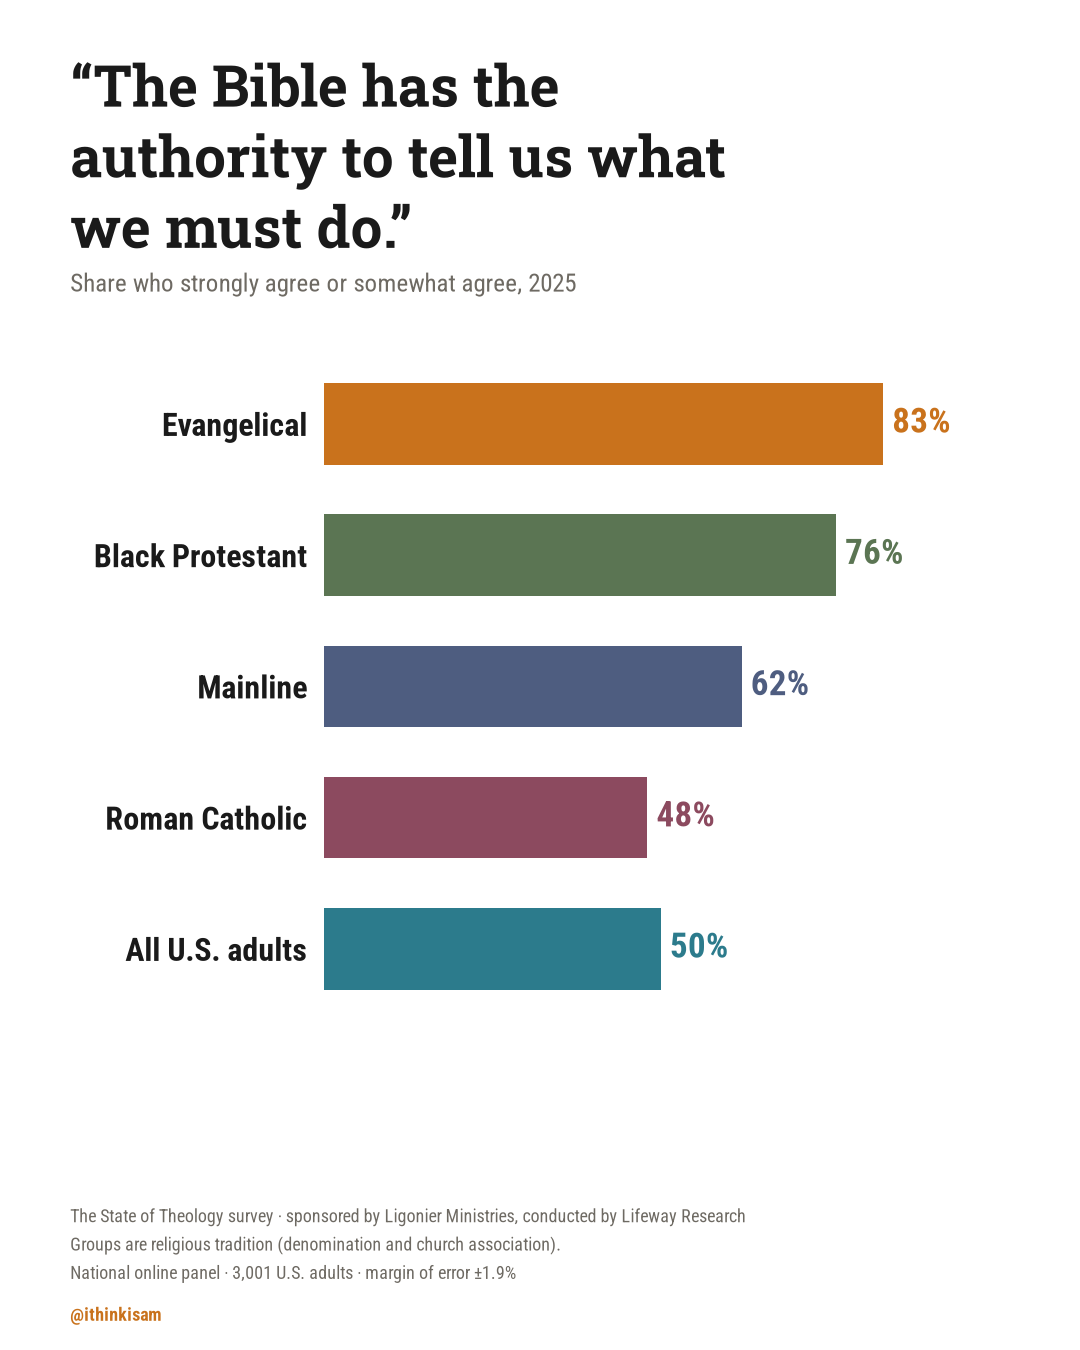 “The Bible has the
authority to tell us what
we must do.”
Share who strongly agree or somewhat agree, 2025
Evangelical 83%
Black Protestant 76%
Mainline 62%
Roman Catholic 48%
All U.S. adults 50%
The State of Theology survey · sponsored by Ligonier Ministries, conducted by Lifeway Research
Groups are religious tradition (denomination and church association).
National online panel · 3,001 U.S. adults · margin of error ±1.9%
@ithinkisam